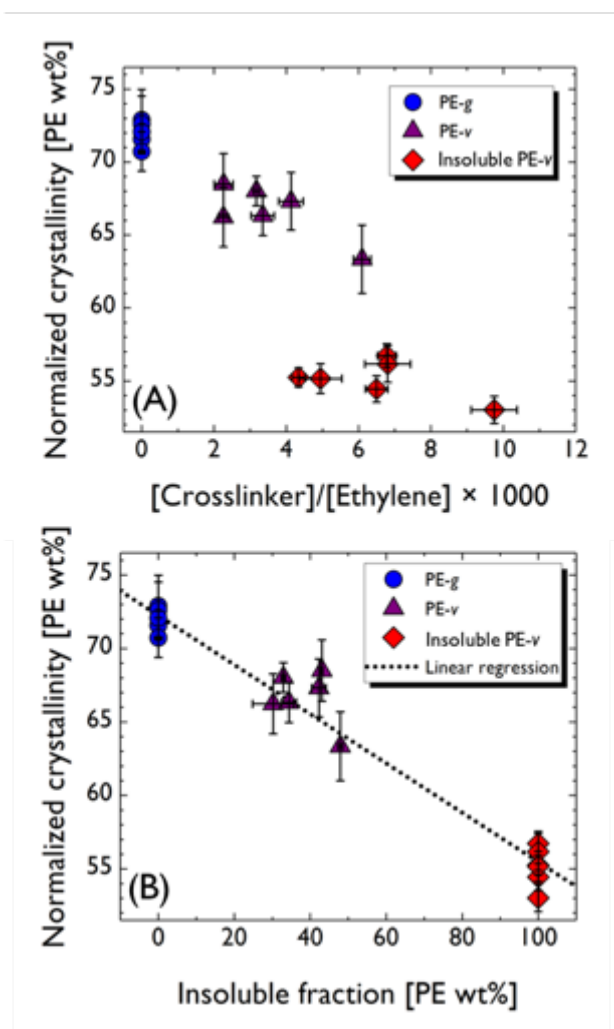 75
70
65
60
55
Normalized crystallinity [PE wt%]
PE-g
PE-v
Insoluble PE-v
(A)
0 2 4 6 8 10 12
[Crosslinker]/[Ethylene] × 1000
75
70
65
60
55
Normalized crystallinity [PE wt%]
PE-g
PE-v
Insoluble PE-v
Linear regression
(B)
0 20 40 60 80 100
Insoluble fraction [PE wt%]